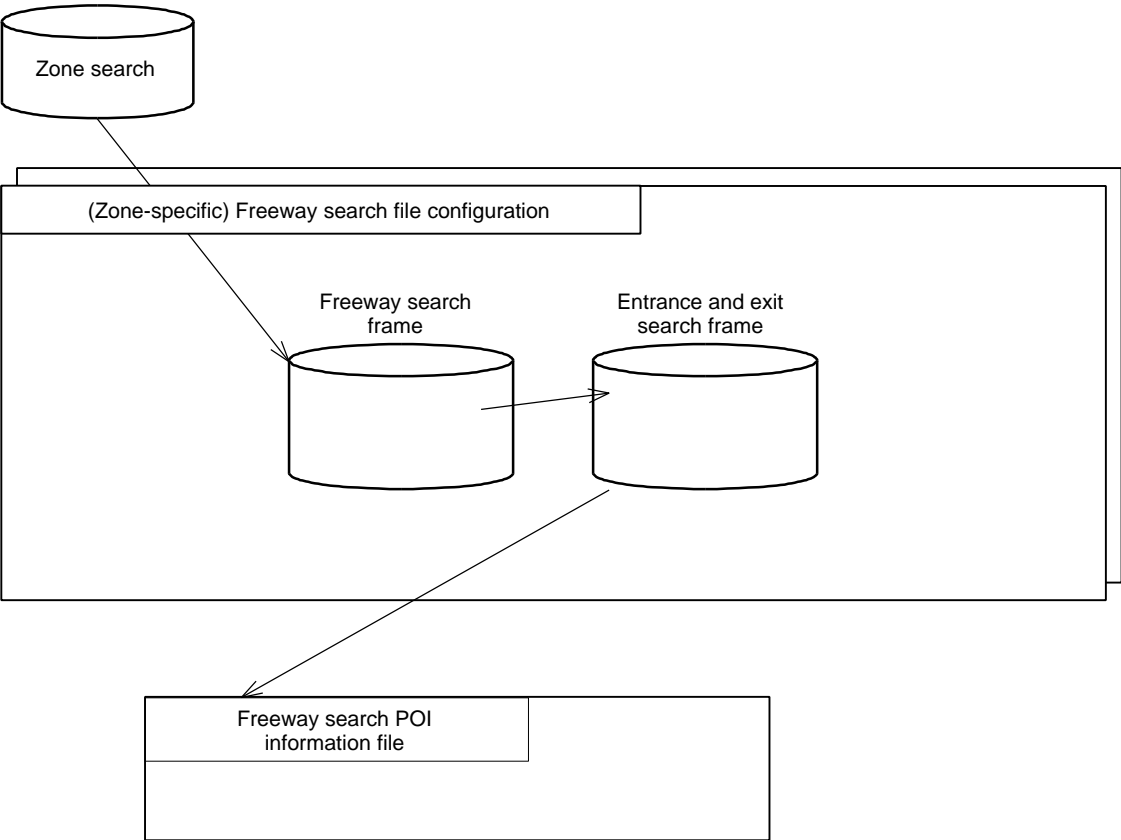 Zone search
(Zone-specific) Freeway search file configuration
Freeway search
frame
Entrance and exit
search frame
Freeway search POI
information file